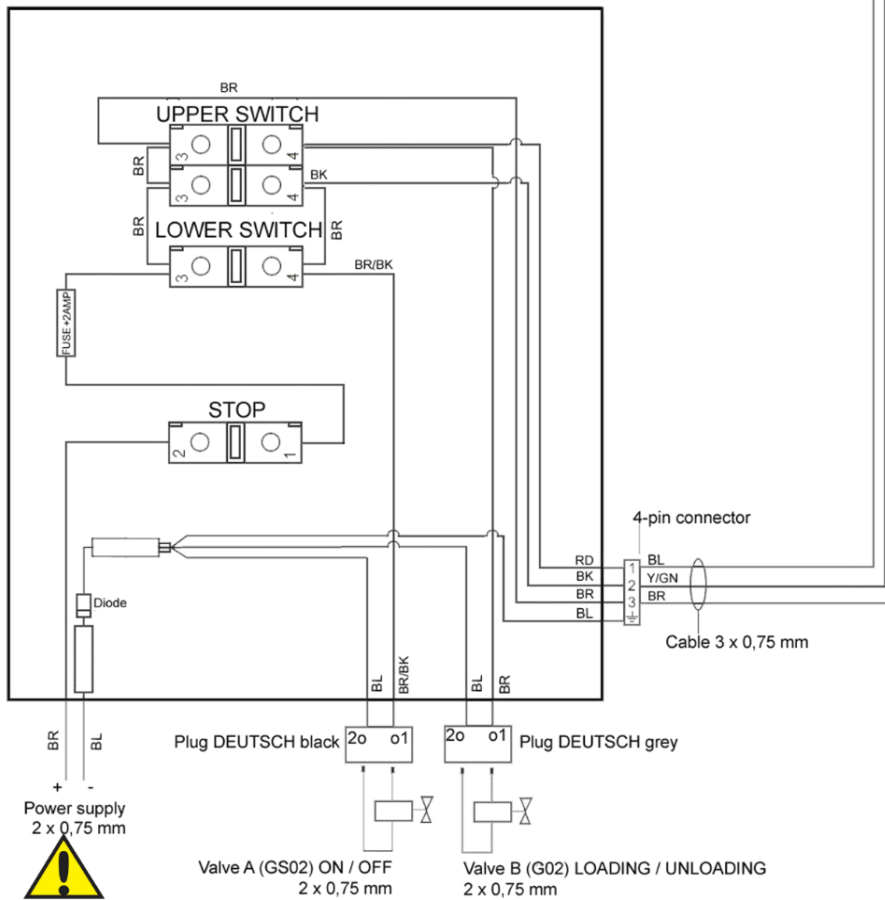 BR
UPPER SWITCH
3
4
BR
BK
3
4
BR
LOWER SWITCH
BR
BR/BK
3
4
FUSE +2AMP
STOP
2
1
4-pin connector
RD
1
BL
BK
2
Y/GN
Diode
BR
3
BR
BL
Cable 3 x 0,75 mm
BL
BR/BK
BL
BR
BR
BL
Plug DEUTSCH black
2o
o1
2o
o1
Plug DEUTSCH grey
+
-
Power supply
2 x 0,75 mm
!
Valve A (GS02) ON / OFF
2 x 0,75 mm
Valve B (G02) LOADING / UNLOADING
2 x 0,75 mm